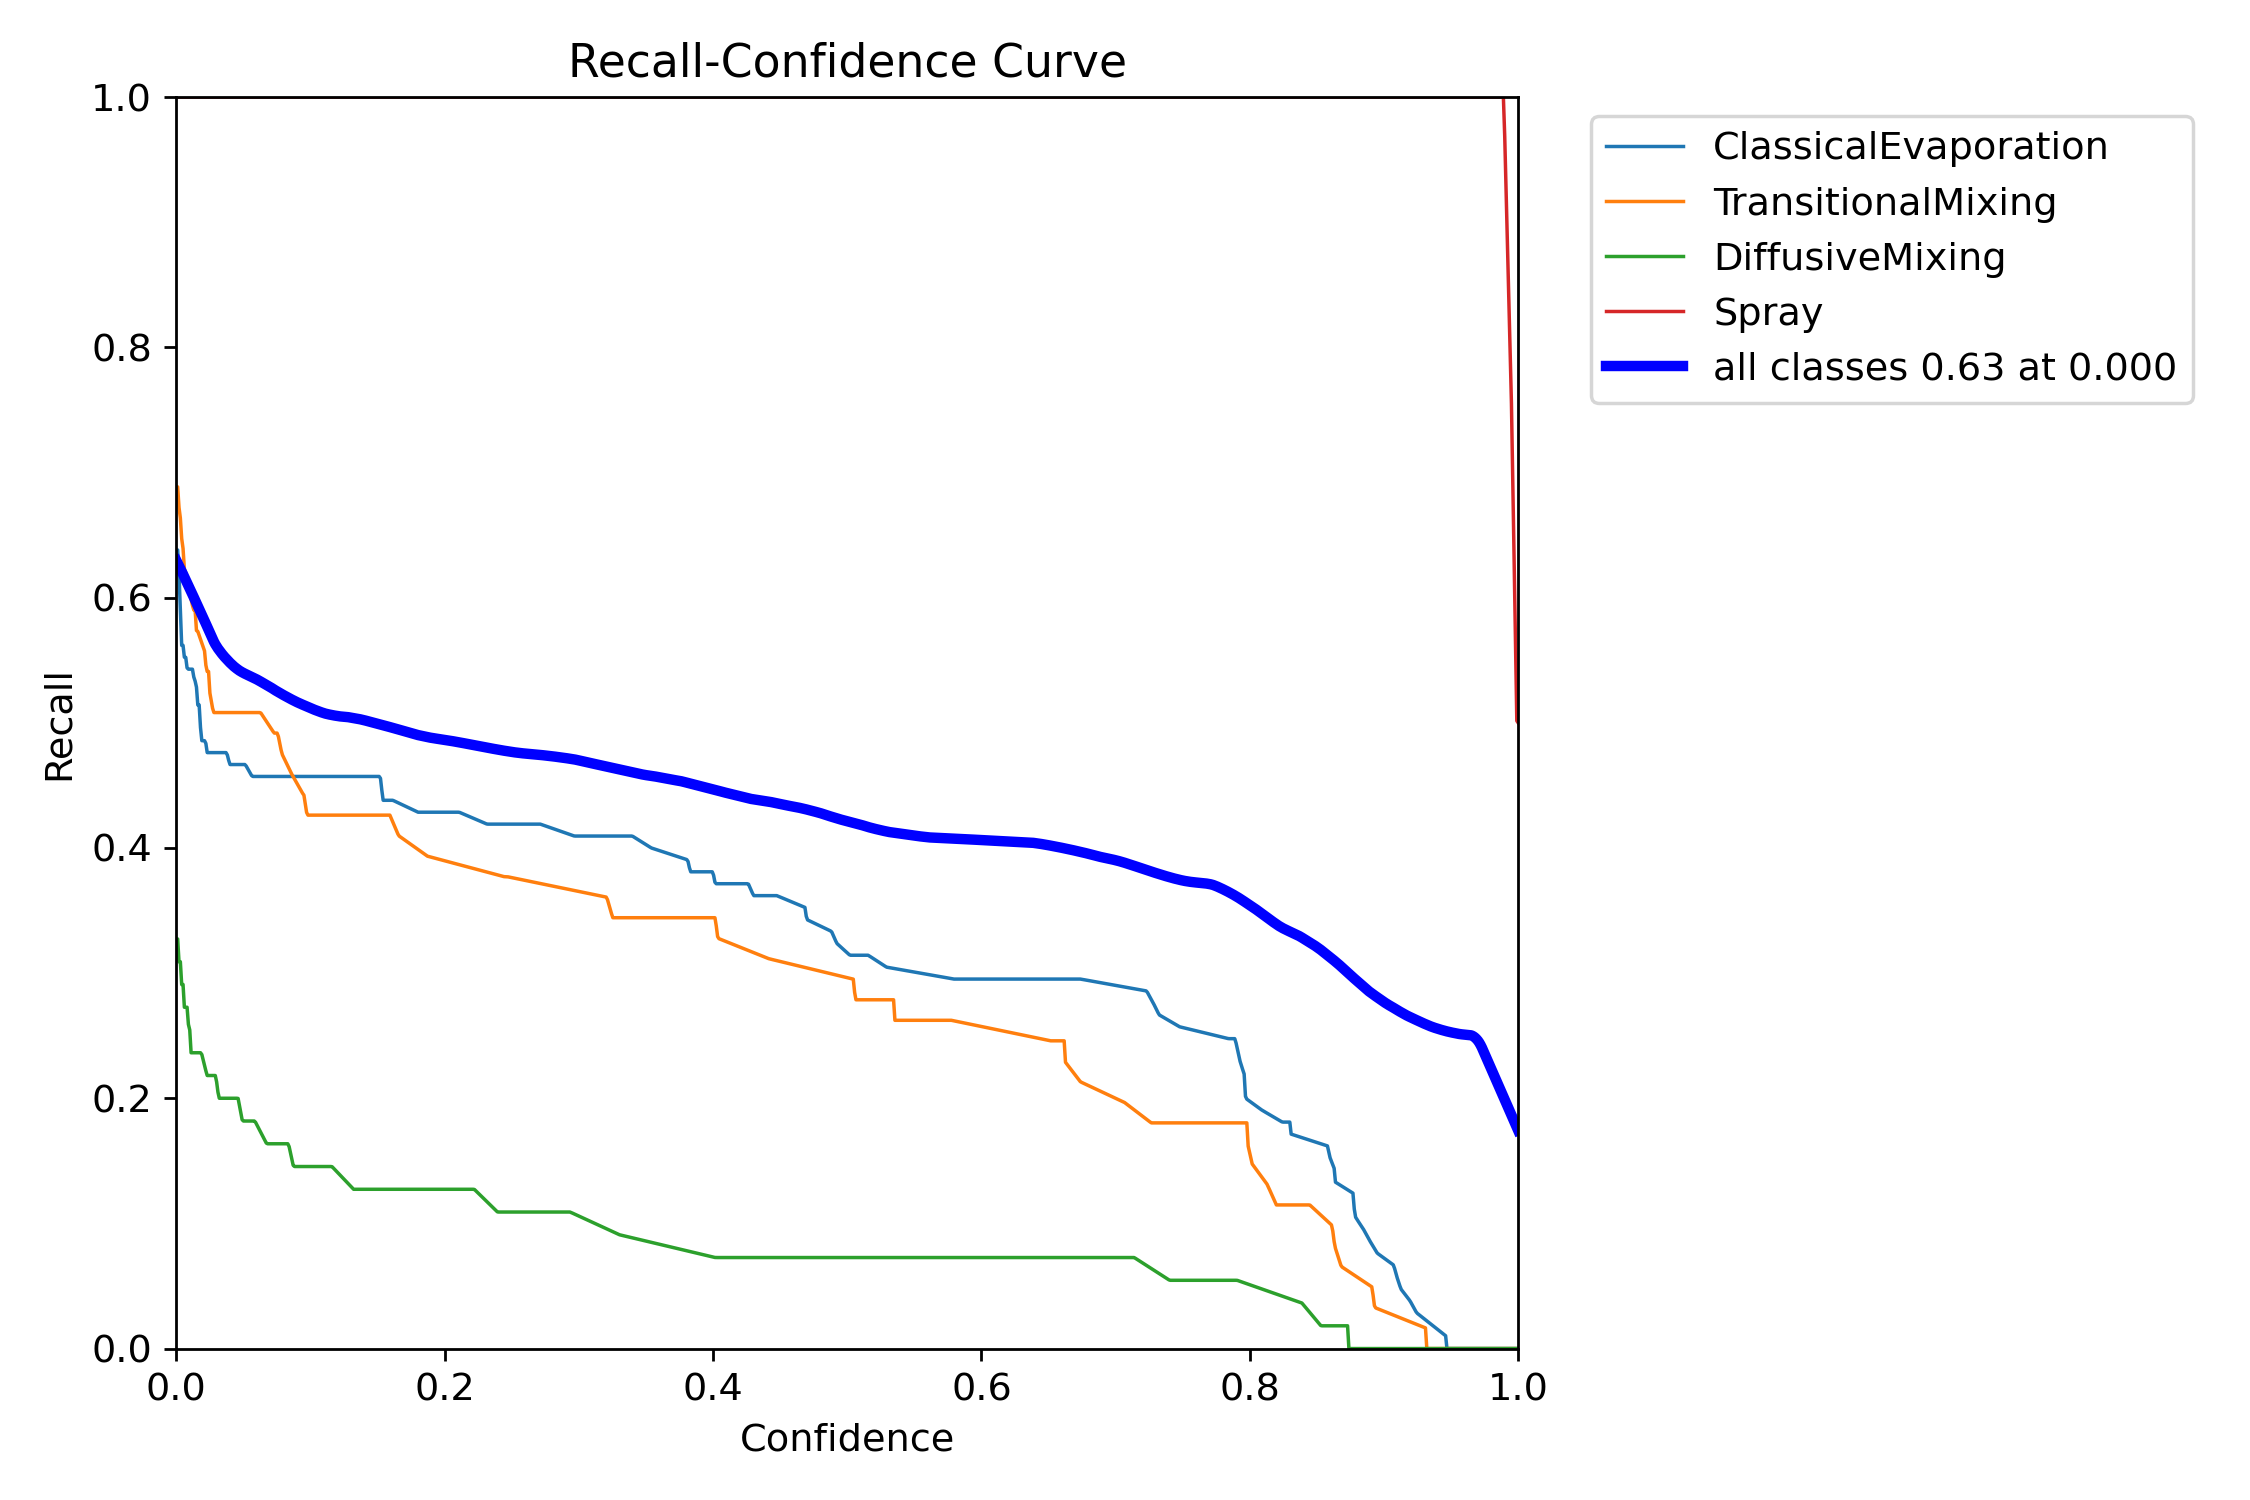 Recall-Confidence Curve
1.0
0.8
0.6
0.4
0.2
0.0
Recall
0.0 0.2 0.4 0.6 0.8 1.0
Confidence
ClassicalEvaporation
TransitionalMixing
DiffusiveMixing
Spray
all classes 0.63 at 0.000